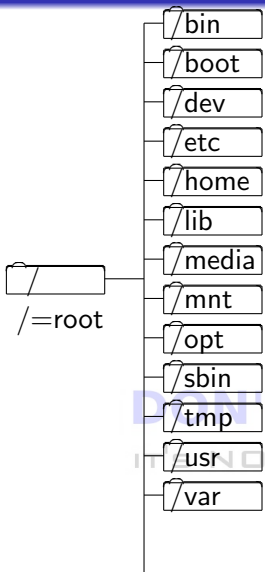 /bin
/boot
/dev
/etc
/home
/lib
/
/media
/=root
/mnt
/opt
/sbin
/tmp
/usr
/var